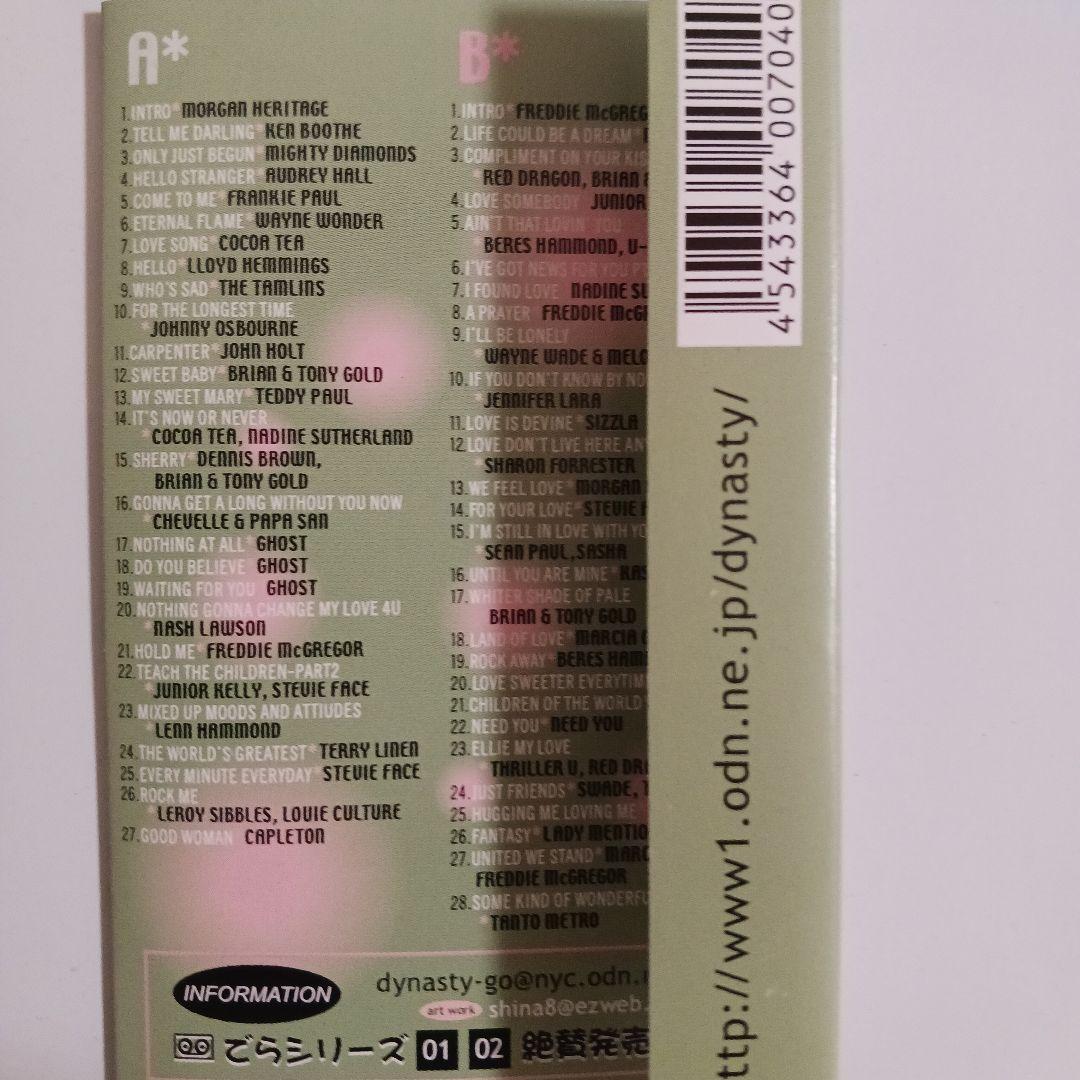 A*
1.INTRO*MORGAN HERITAGE
2.TELL ME DARLING*KEN BOOTHE
3.ONLY JUST BEGUN*MIGHTY DIAMONDS
4.HELLO STRANGER*AUDREY HALL
5.COME TO ME*FRANKIE PAUL
6.ETERNAL FLAME*WAYNE WONDER
7.LOVE SONG*COCOA TEA
8.HELLO*LLOYD HEMMINGS
9.WHO'S SAD*THE TAMLINS
10.FOR THE LONGEST TIME
*JOHNNY OSBOURNE
11.CARPENTER*JOHN HOLT
12.SWEET BABY*BRIAN & TONY GOLD
13.MY SWEET MARY*TEDDY PAUL
14.IT'S NOW OR NEVER
*COCOA TEA, NADINE SUTHERLAND
15.SHERRY*DENNIS BROWN,
BRIAN & TONY GOLD
16.GONNA GET A LONG WITHOUT YOU NOW
*CHEVELLE & PAPA SAN
17.NOTHING AT ALL*GHOST
18.DO YOU BELIEVE*GHOST
19.WAITING FOR YOU*GHOST
20.NOTHING GONNA CHANGE MY LOVE 4U
*NASH LAWSON
21.HOLD ME*FREDDIE McGREGOR
22.TEACH THE CHILDREN-PART2
*JUNIOR KELLY, STEVIE FACE
23.MIXED UP MOODS AND ATTIUDES
*LENN HAMMOND
24.THE WORLD'S GREATEST*TERRY LINEN
25.EVERY MINUTE EVERYDAY*STEVIE FACE
26.ROCK ME
*LEROY SIBBLES, LOUIE CULTURE
27.GOOD WOMAN*CAPLETON
B*
1.INTRO*FREDDIE McGREG
2.LIFE COULD BE A DREAM*
3.COMPLIMENT ON YOUR KIS
RED DRAGON, BRIAN &
4.LOVE SOMEBODY*JUNIOR
5.AIN'T THAT LOVIN' YOU
BERES HAMMOND, U-
6.I'VE GOT NEWS FOR YOU PT
7.I FOUND LOVE*NADINE SU
8.A PRAYER*FREDDIE McG
9.I'LL BE LONELY
*WAYNE WADE & MELO
10.IF YOU DON'T KNOW BY NO
*JENNIFER LARA
11.LOVE IS DEVINE*SIZZLA
12.LOVE DON'T LIVE HERE AN
*SHARON FORRESTER
13.WE FEEL LOVE*MORGAN
14.FOR YOUR LOVE*STEVIE F
15.I'M STILL IN LOVE WITH YO
*SEAN PAUL,SASHA
16.UNTIL YOU ARE MINE*KAS
17.WHITER SHADE OF PALE
BRIAN & TONY GOLD
18.LAND OF LOVE*MARCIA
19.ROCK AWAY*BERES HAM
20.LOVE SWEETER EVERYTIM
21.CHILDREN OF THE WORLD
22.NEED YOU*NEED YOU
23.ELLIE MY LOVE
*THRILLER U, RED DR
24.JUST FRIENDS*SWADE, T
25.HUGGING ME LOVING ME
26.FANTASY*LADY MENTIO
27.UNITED WE STAND*MARC
FREDDIE McGREGOR
28.SOME KIND OF WONDERFU
*TANTO METRO
INFORMATION
dynasty-go@nyc.odn.
art work shina8@ezweb.
でらシリーズ 01 02 絶賛発売
4543364007040
ttp://www1.odn.ne.jp/dynasty/